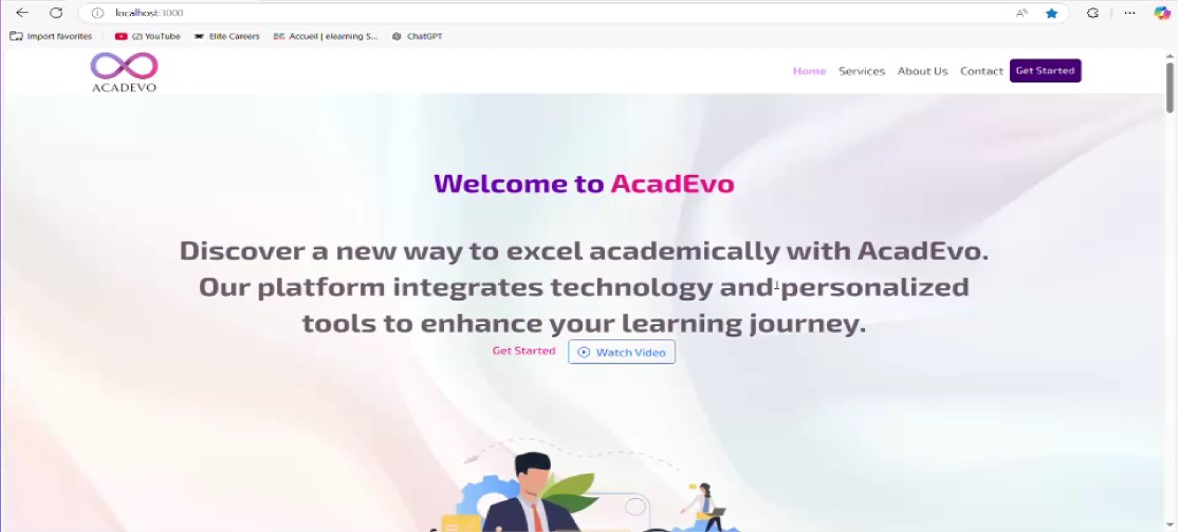 localhost:3000
Import favorites (2) YouTube Elite Careers Accueil | elearning S... ChatGPT
ACADEVO
Home Services About Us Contact Get Started
Welcome to AcadEvo
Discover a new way to excel academically with AcadEvo.
Our platform integrates technology and personalized
tools to enhance your learning journey.
Get Started Watch Video